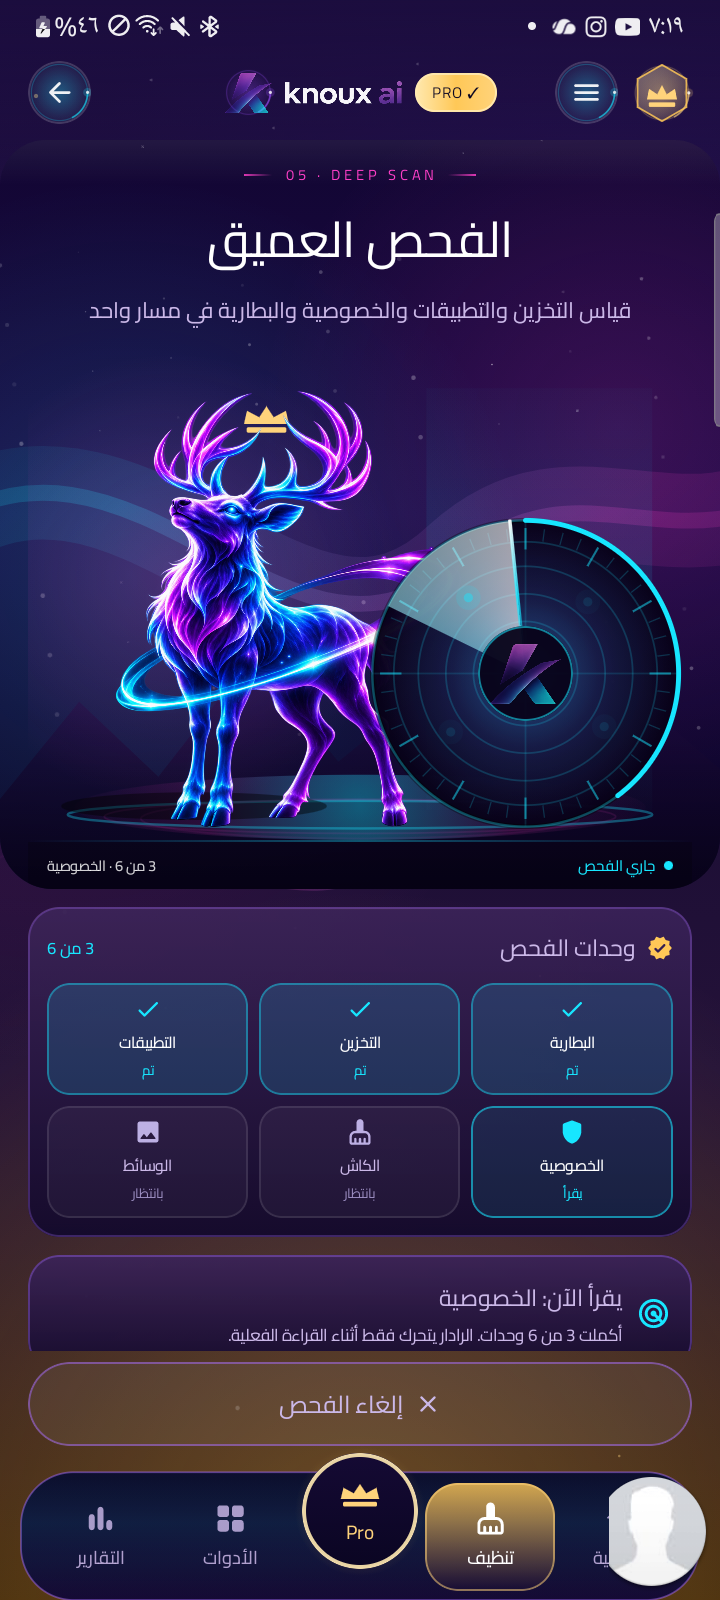 ٧:١٩
%٤٦
knoux ai
PRO ✓
05 · DEEP SCAN
الفحص العميق
قياس التخزين والتطبيقات والخصوصية والبطارية في مسار واحد
جاري الفحص
3 من 6 · الخصوصية
وحدات الفحص
3 من 6
البطارية
تم
التخزين
تم
التطبيقات
تم
الخصوصية
يقرأ
الكاش
بانتظار
الوسائط
بانتظار
يقرأ الآن: الخصوصية
أكملت 3 من 6 وحدات. الرادار يتحرك فقط أثناء القراءة الفعلية.
إلغاء الفحص
تنظيف
Pro
الأدوات
التقارير